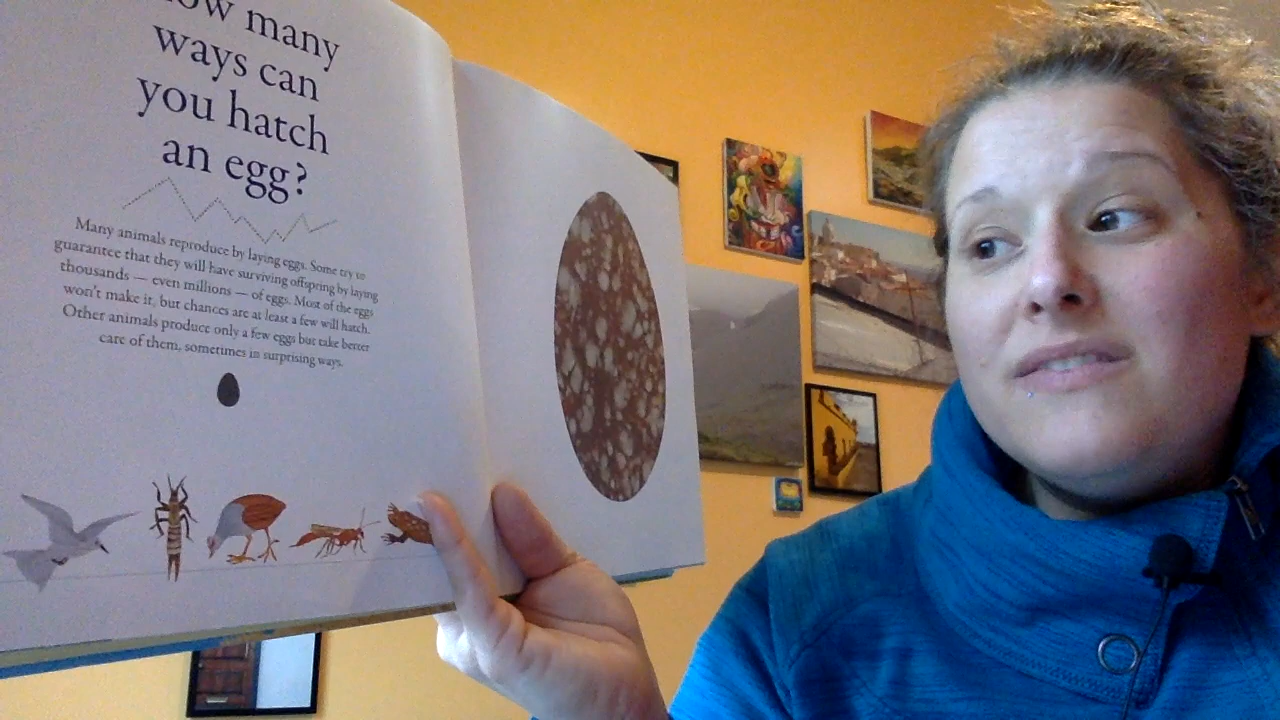 How many
ways can
you hatch
an egg?
Many animals reproduce by laying eggs. Some try to
guarantee that they will have surviving offspring by laying
thousands — even millions — of eggs. Most of the eggs
won't make it, but chances are at least a few will hatch.
Other animals produce only a few eggs but take better
care of them, sometimes in surprising ways.